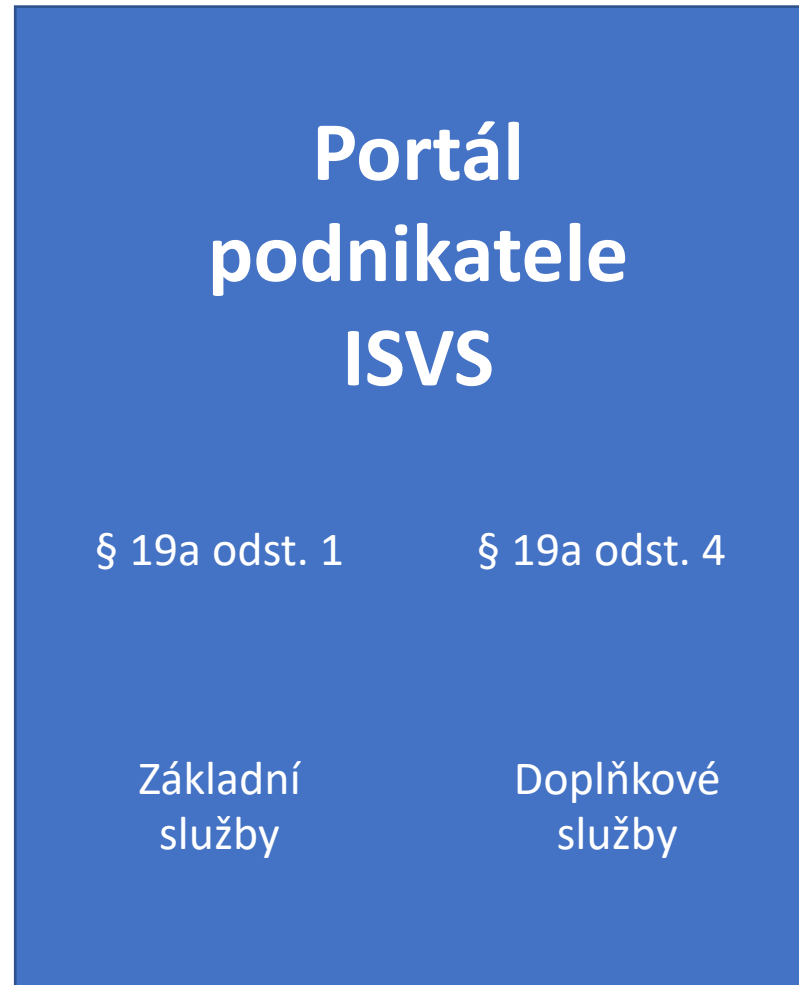 Portál
podnikatele
ISVS
§ 19a odst. 1
§ 19a odst. 4
Základní
služby
Doplňkové
služby